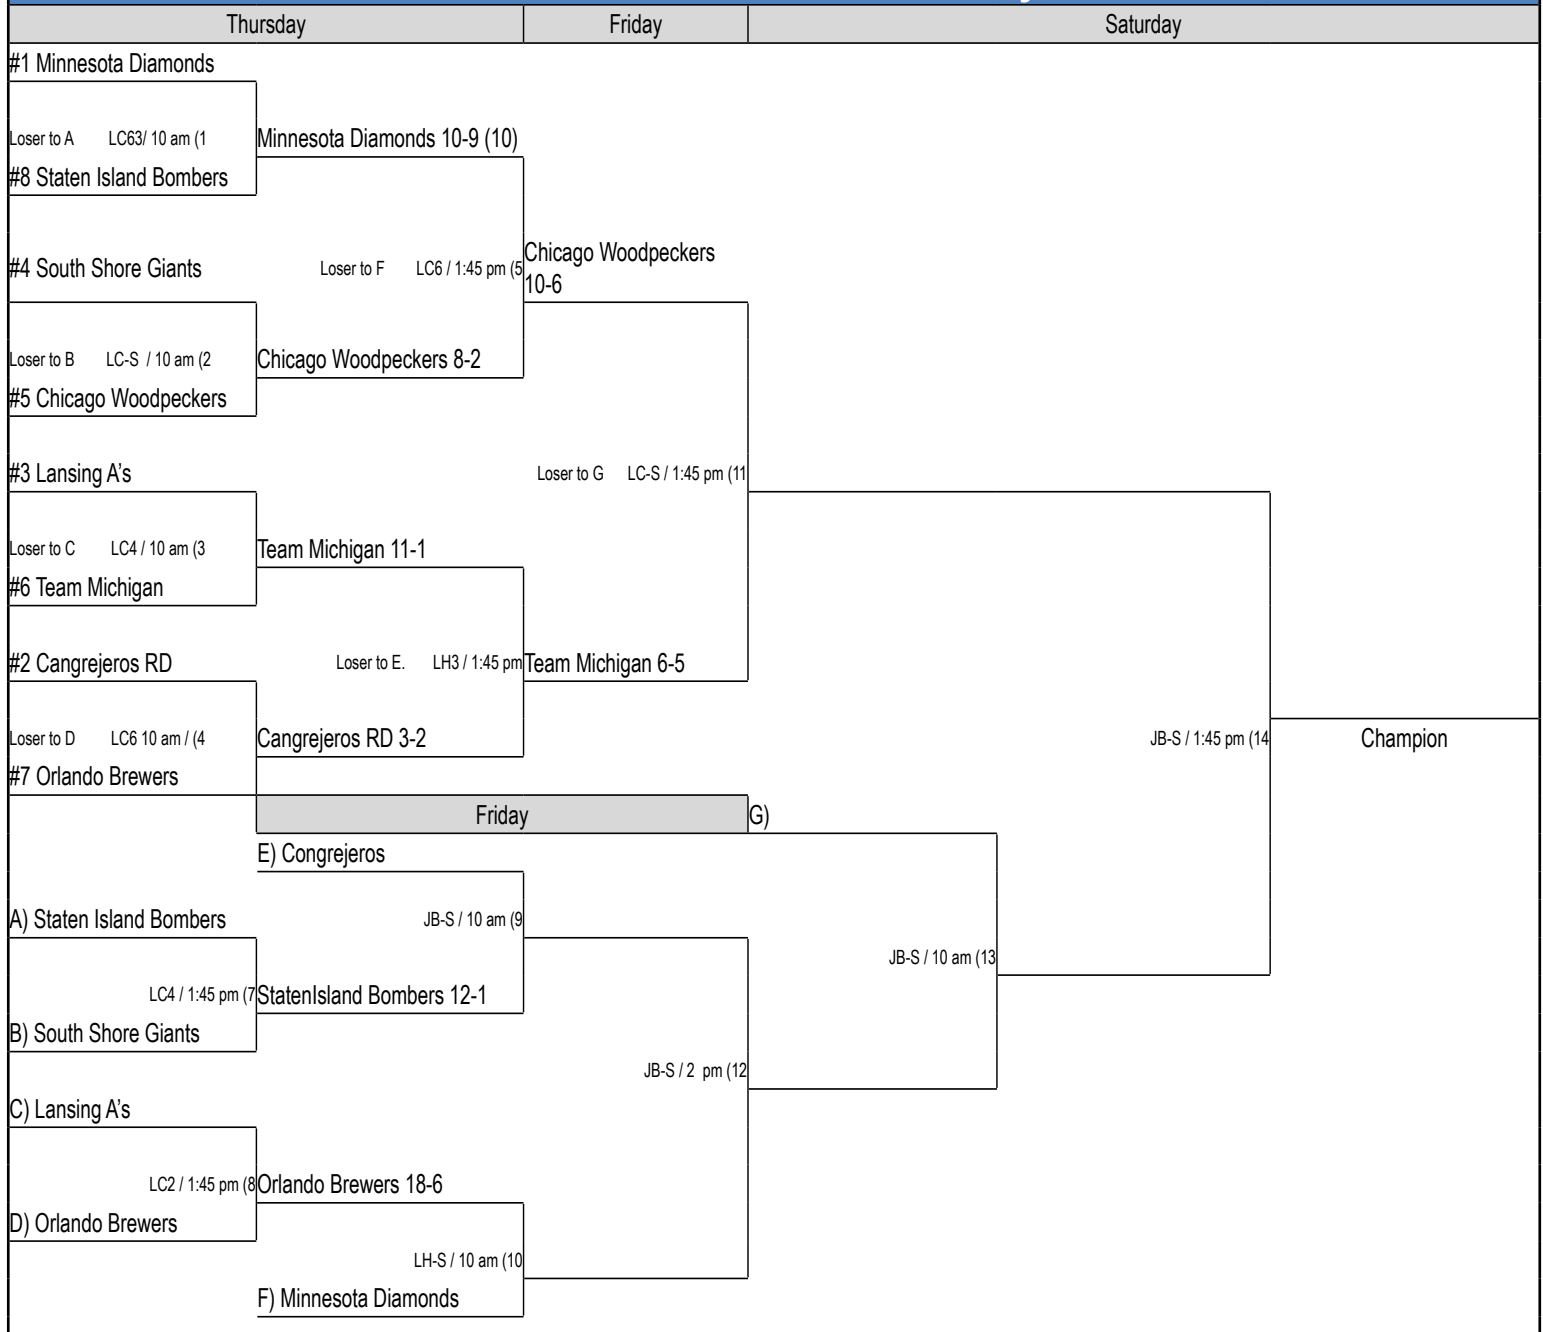 Thursday Friday Saturday
#1 Minnesota Diamonds
Loser to A LC63/ 10 am (1 Minnesota Diamonds 10-9 (10)
#8 Staten Island Bombers
Chicago Woodpeckers
#4 South Shore Giants Loser to F LC6 / 1:45 pm (5
10-6
Loser to B LC-S / 10 am (2 Chicago Woodpeckers 8-2
#5 Chicago Woodpeckers
#3 Lansing A's Loser to G LC-S / 1:45 pm (11
Loser to C LC4 / 10 am (3 Team Michigan 11-1
#6 Team Michigan
#2 Cangrejeros RD Loser to E. LH3 / 1:45 pm Team Michigan 6-5
Loser to D LC6 10 am / (4 Cangrejeros RD 3-2 JB-S / 1:45 pm (14 Champion
#7 Orlando Brewers
Friday G)
E) Congrejeros
A) Staten Island Bombers JB-S / 10 am (9
JB-S / 10 am (13
LC4 / 1:45 pm (7 StatenIsland Bombers 12-1
B) South Shore Giants
JB-S / 2 pm (12
C) Lansing A's
LC2 / 1:45 pm (8 Orlando Brewers 18-6
D) Orlando Brewers
LH-S / 10 am (10
F) Minnesota Diamonds